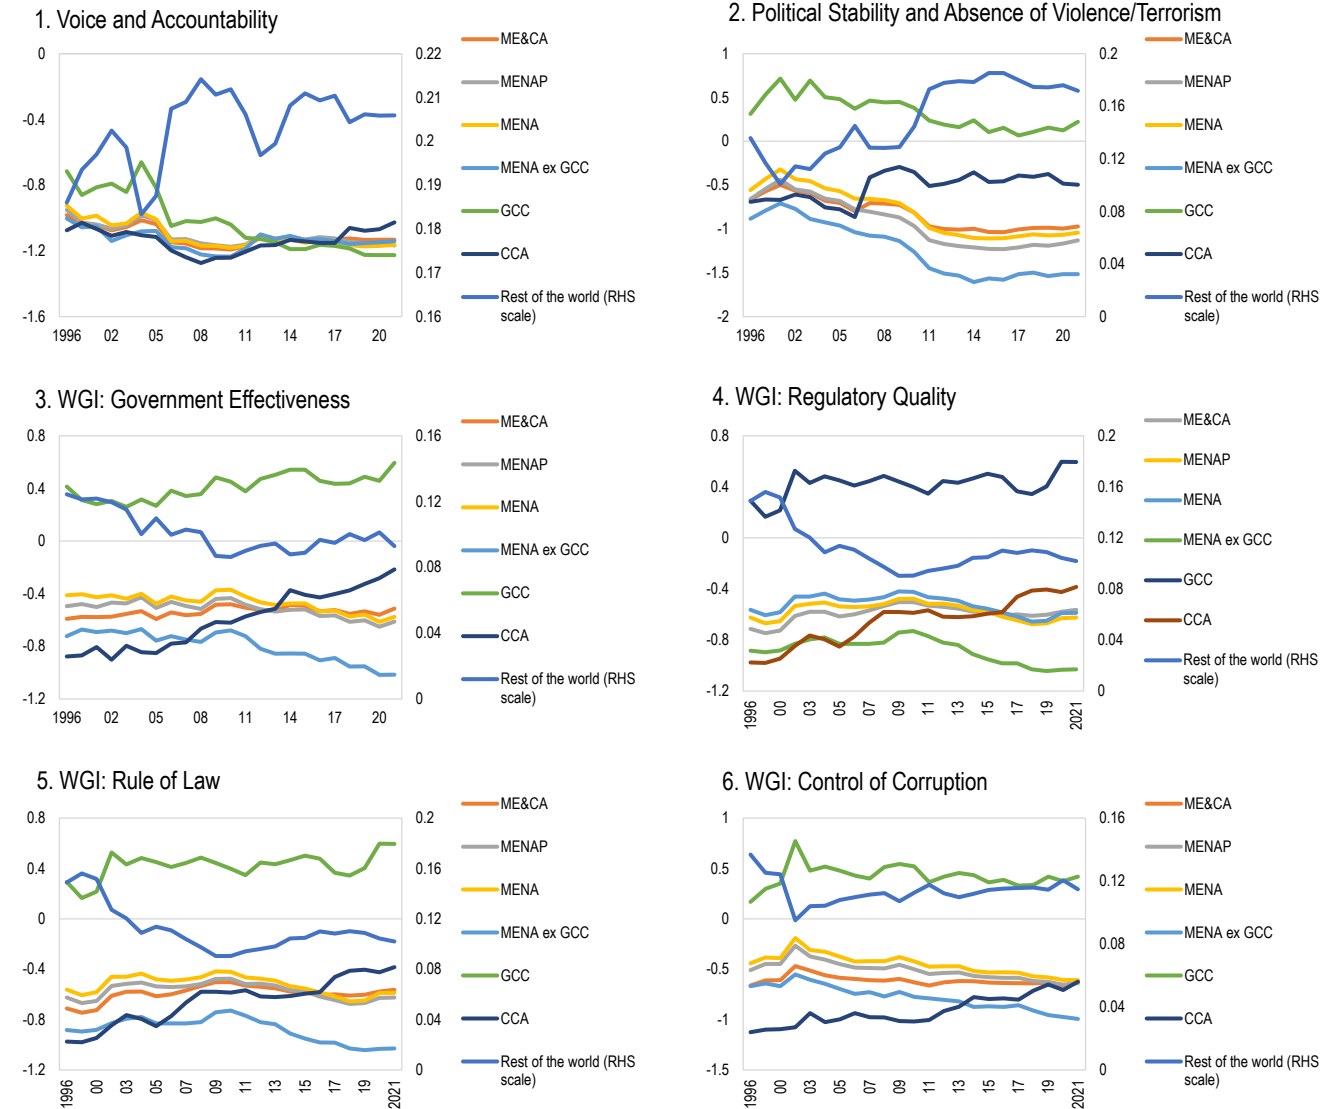 1. Voice and Accountability
0
-0.4
-0.8
-1.2
-1.6
0.22
0.21
0.2
0.19
0.18
0.17
0.16
1996 02 05 08 11 14 17 20
ME&CA
MENAP
MENA
MENA ex GCC
GCC
CCA
Rest of the world (RHS
scale)
2. Political Stability and Absence of Violence/Terrorism
1
0.5
0
-0.5
-1
-1.5
-2
0.2
0.16
0.12
0.08
0.04
0
1996 02 05 08 11 14 17 20
ME&CA
MENAP
MENA
MENA ex GCC
GCC
CCA
Rest of the world (RHS
scale)
3. WGI: Government Effectiveness
0.8
0.4
0
-0.4
-0.8
-1.2
0.16
0.12
0.08
0.04
0
1996 02 05 08 11 14 17 20
ME&CA
MENAP
MENA
MENA ex GCC
GCC
CCA
Rest of the world (RHS
scale)
4. WGI: Regulatory Quality
0.8
0.4
0
-0.4
-0.8
-1.2
0.2
0.16
0.12
0.08
0.04
0
1996 00 03 05 07 09 11 13 15 17 19 2021
ME&CA
MENAP
MENA
MENA ex GCC
GCC
CCA
Rest of the world (RHS
scale)
5. WGI: Rule of Law
0.8
0.4
0
-0.4
-0.8
-1.2
0.2
0.16
0.12
0.08
0.04
0
1996 00 03 05 07 09 11 13 15 17 19 2021
ME&CA
MENAP
MENA
MENA ex GCC
GCC
CCA
Rest of the world (RHS
scale)
6. WGI: Control of Corruption
1
0.5
0
-0.5
-1
-1.5
0.16
0.12
0.08
0.04
0
1996 00 03 05 07 09 11 13 15 17 19 2021
ME&CA
MENAP
MENA
MENA ex GCC
GCC
CCA
Rest of the world (RHS
scale)